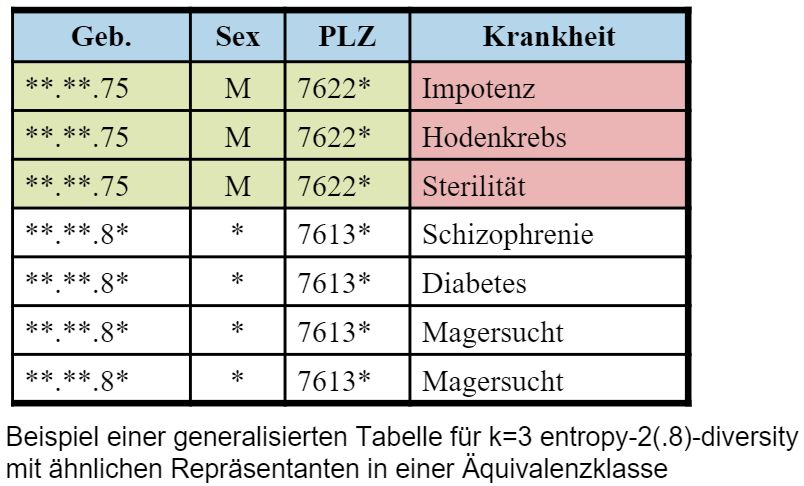 Geb. Sex PLZ Krankheit
**.**.75 M 7622* Impotenz
**.**.75 M 7622* Hodenkrebs
**.**.75 M 7622* Sterilität
**.**.8* * 7613* Schizophrenie
**.**.8* * 7613* Diabetes
**.**.8* * 7613* Magersucht
**.**.8* * 7613* Magersucht
Beispiel einer generalisierten Tabelle für k=3 entropy-2(.8)-diversity
mit ähnlichen Repräsentanten in einer Äquivalenzklasse